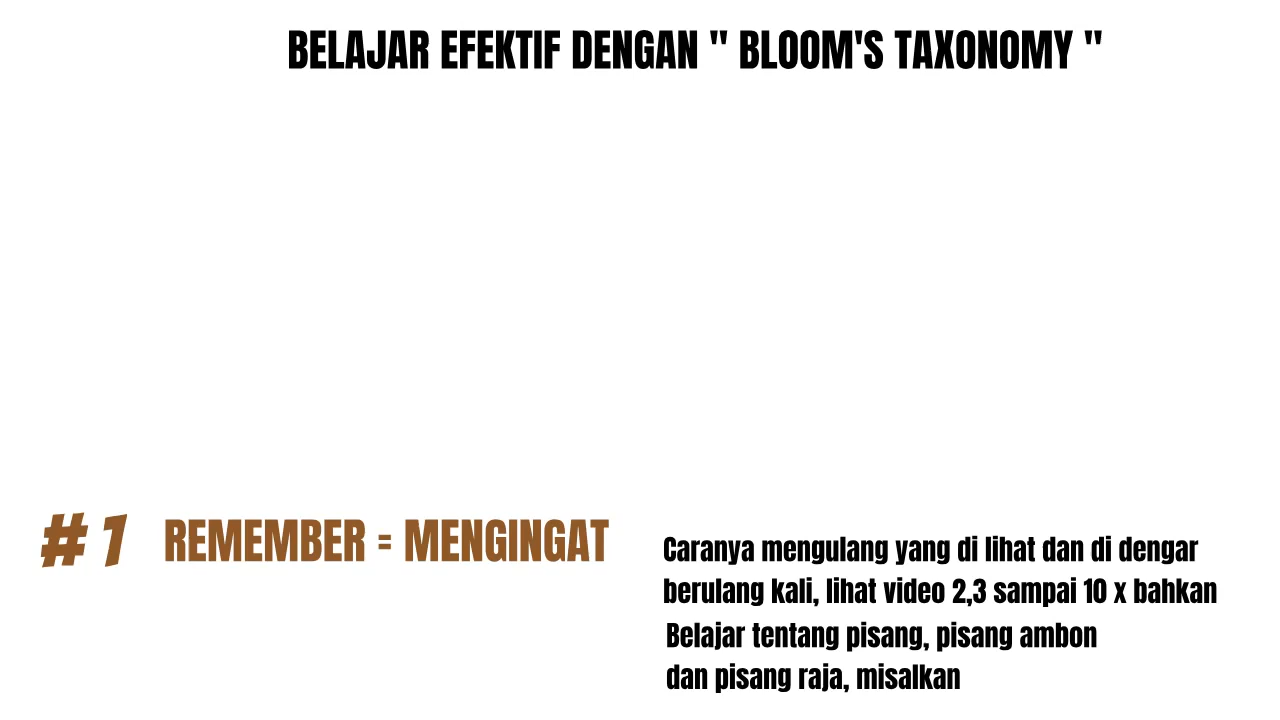 BELAJAR EFEKTIF DENGAN " BLOOM'S TAXONOMY "
# 1 REMEMBER = MENGINGAT
Caranya mengulang yang di lihat dan di dengar
berulang kali, lihat video 2,3 sampai 10 x bahkan
Belajar tentang pisang, pisang ambon
dan pisang raja, misalkan